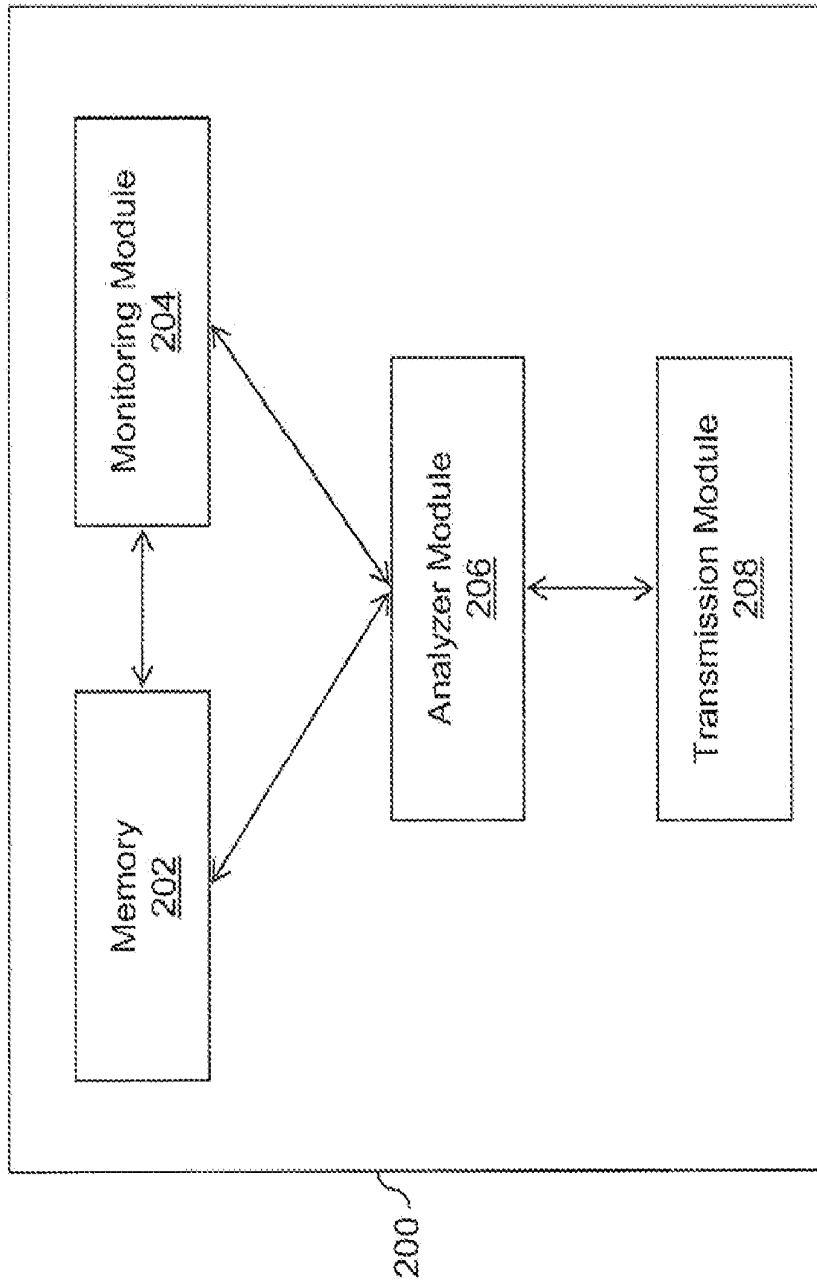 Memory
202
Monitoring Module
204
Analyzer Module
206
Transmission Module
208
200